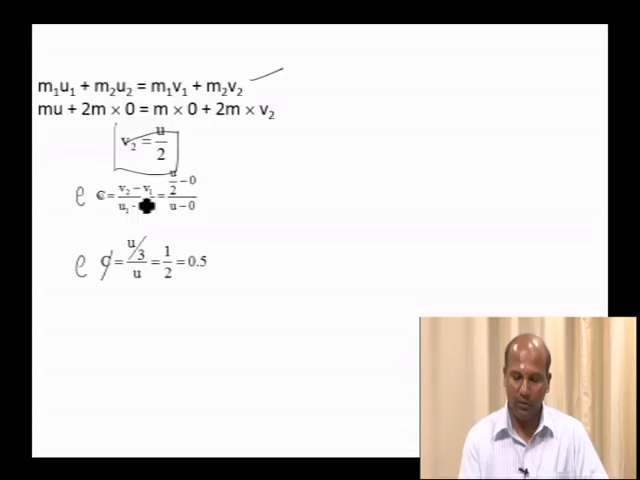 m₁u₁ + m₂u₂ = m₁v₁ + m₂v₂
mu + 2m × 0 = m × 0 + 2m × v₂
v₂ = u/2
e c = (v₂ − v₁)/(u₁ - = (u/2 − 0)/(u − 0)
e c = (u/3)/u = 1/2 = 0.5